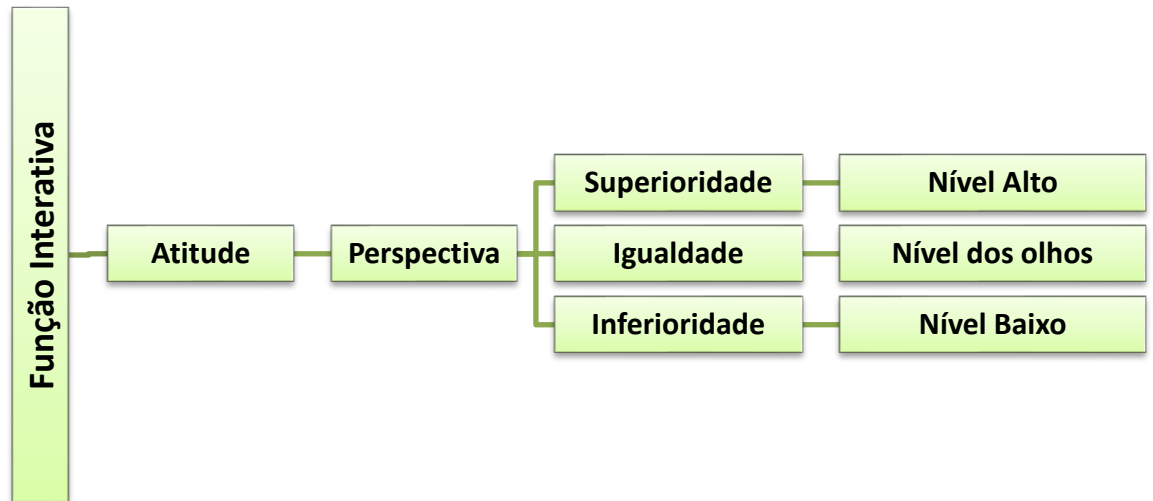 Função Interativa
Atitude
Perspectiva
Superioridade
Nível Alto
Igualdade
Nível dos olhos
Inferioridade
Nível Baixo